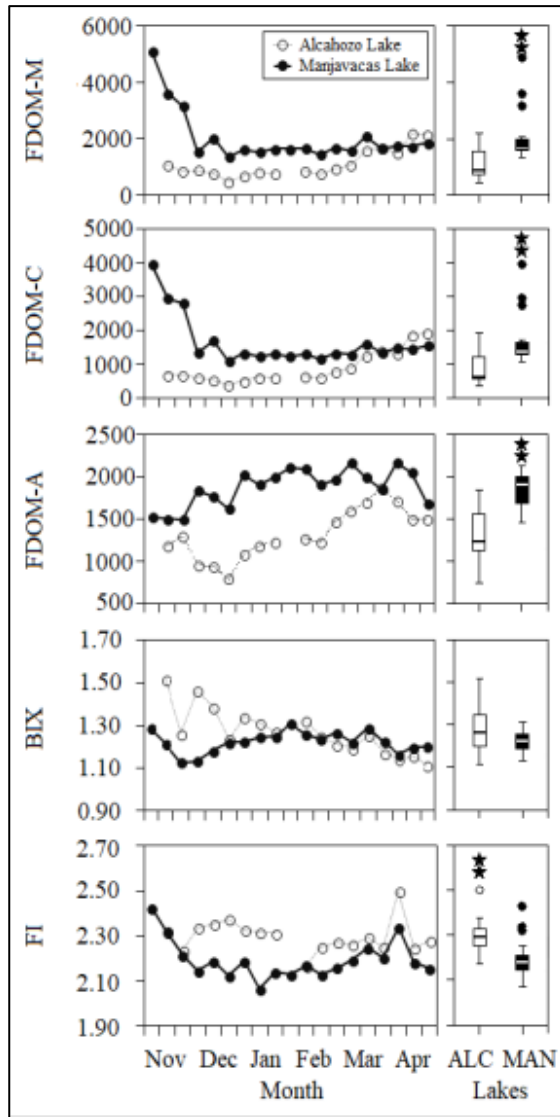 Alcahozo Lake
Manjavacas Lake
FDOM-M
6000
4000
2000
0
FDOM-C
5000
4000
3000
2000
1000
0
FDOM-A
2500
2000
1500
1000
500
BIX
1.70
1.50
1.30
1.10
0.90
FI
2.70
2.50
2.30
2.10
1.90
Nov Dec Jan Feb Mar Apr ALC MAN
Month Lakes